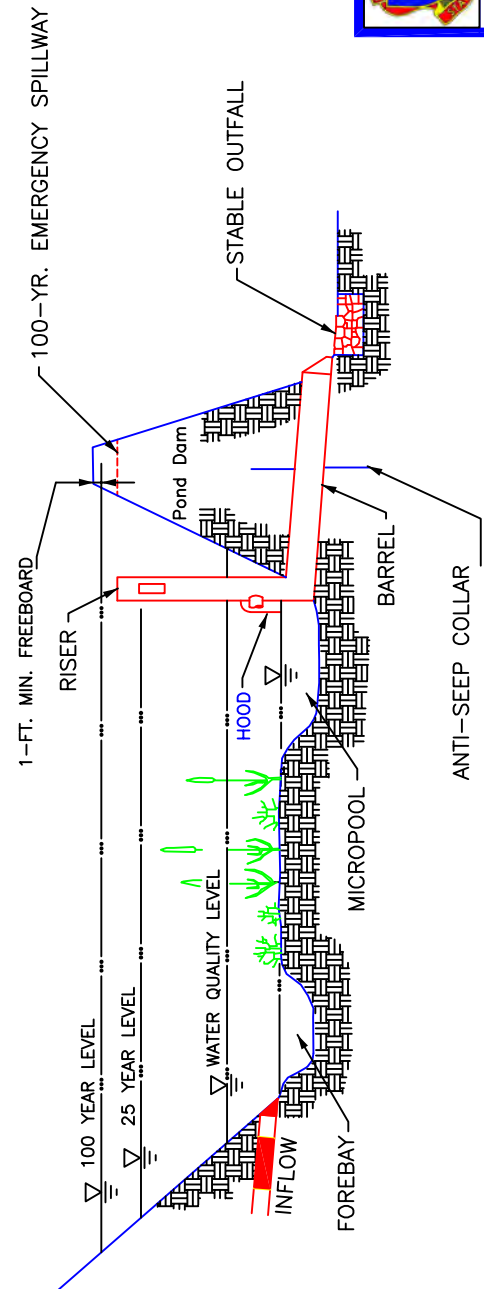 100 YEAR LEVEL
25 YEAR LEVEL
WATER QUALITY LEVEL
INFLOW
FOREBAY
MICROPOOL
HOOD
RISER
1-FT. MIN. FREEBOARD
Pond Dam
100-YR. EMERGENCY SPILLWAY
STABLE OUTFALL
BARREL
ANTI-SEEP COLLAR